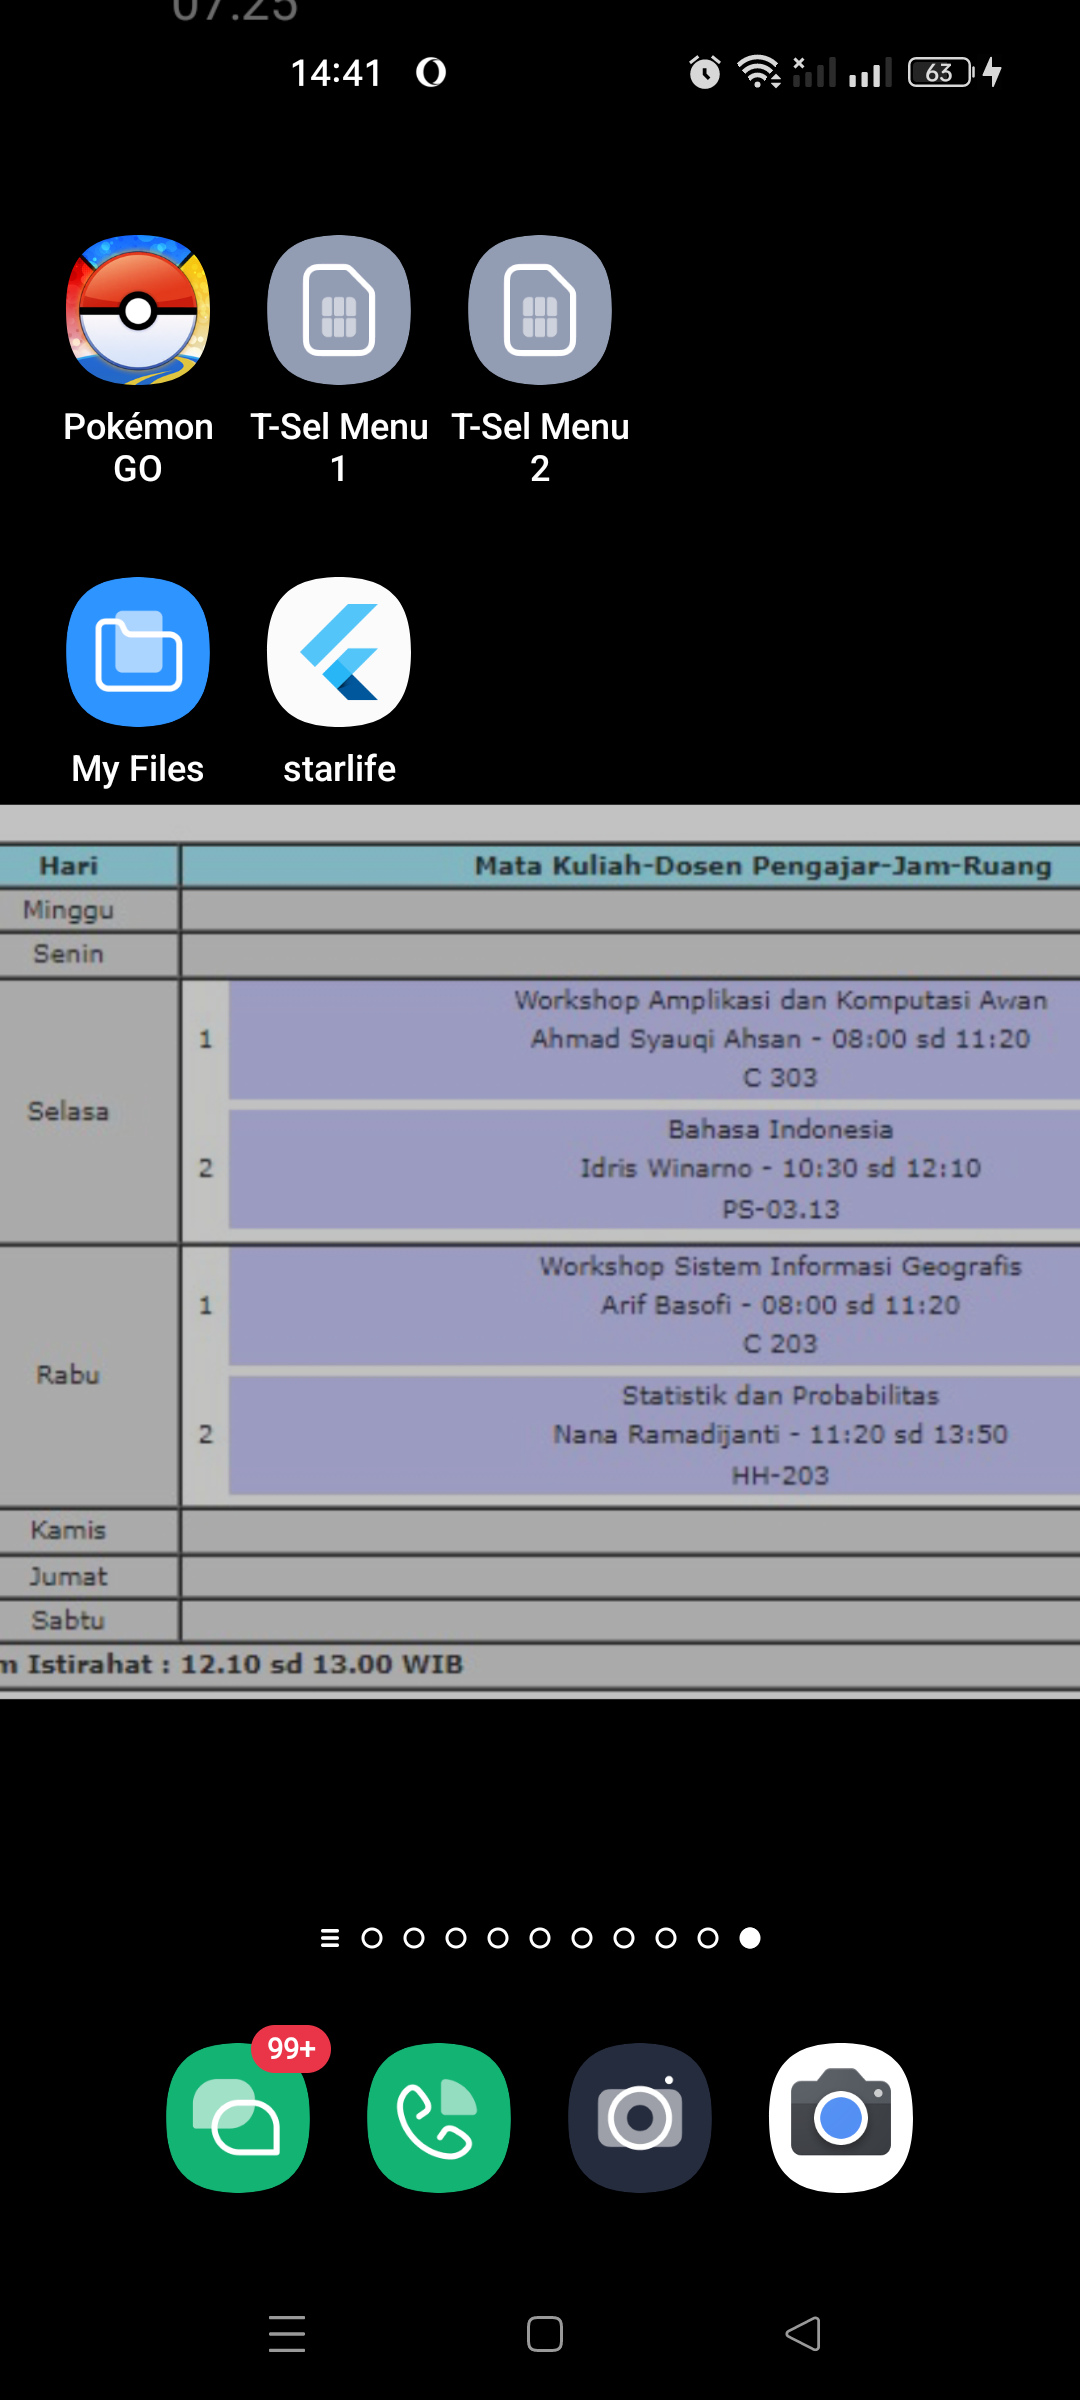 07.25
14:41
63
Pokémon
GO
T-Sel Menu
1
T-Sel Menu
2
My Files
starlife
Hari
Mata Kuliah-Dosen Pengajar-Jam-Ruang
Minggu
Senin
Selasa
1
Workshop Amplikasi dan Komputasi Awan
Ahmad Syauqi Ahsan - 08:00 sd 11:20
C 303
2
Bahasa Indonesia
Idris Winarno - 10:30 sd 12:10
PS-03.13
Rabu
1
Workshop Sistem Informasi Geografis
Arif Basofi - 08:00 sd 11:20
C 203
2
Statistik dan Probabilitas
Nana Ramadijanti - 11:20 sd 13:50
HH-203
Kamis
Jumat
Sabtu
m Istirahat : 12.10 sd 13.00 WIB
99+